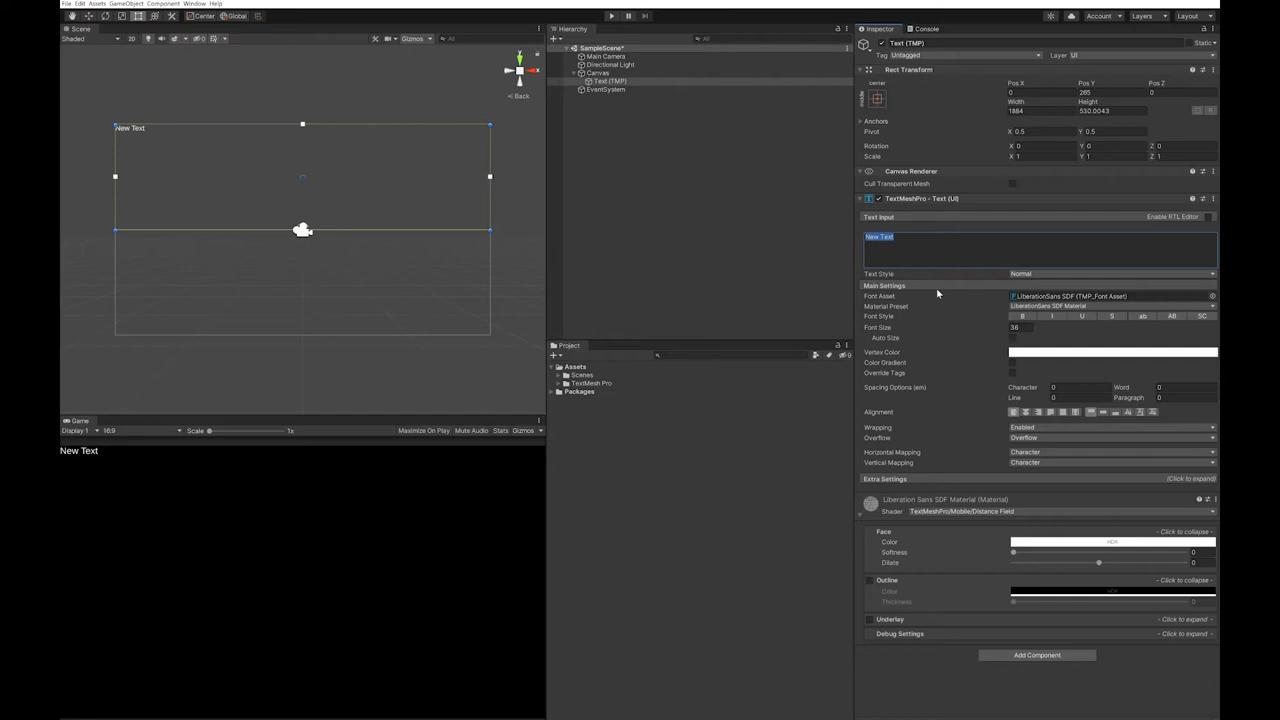 File Edit Assets GameObject Component Window Help
Center Global Account Layers Layout
Scene
Shaded 2D 0 Gizmos All
y x
Back
New Text
Game
Display 1 16:9 Scale 1x Maximize On Play Mute Audio Stats Gizmos
New Text
Hierarchy
All
SampleScene*
Main Camera
Directional Light
Canvas
Text (TMP)
EventSystem
Project
9
Assets
Scenes
TextMesh Pro
Packages
Inspector Console
Text (TMP) Static
Tag Untagged Layer UI
Rect Transform
center Pos X Pos Y Pos Z
middle 0 265 0
Width Height
1884 530.0043 R
Anchors
Pivot X 0.5 Y 0.5
Rotation X 0 Y 0 Z 0
Scale X 1 Y 1 Z 1
Canvas Renderer
Cull Transparent Mesh
TextMeshPro - Text (UI)
Text Input Enable RTL Editor
New Text
Text Style Normal
Main Settings
Font Asset LiberationSans SDF (TMP_Font Asset)
Material Preset LiberationSans SDF Material
Font Style B I U S ab AB SC
Font Size 36
Auto Size
Vertex Color
Color Gradient
Override Tags
Spacing Options (em) Character 0 Word 0
Line 0 Paragraph 0
Alignment
Wrapping Enabled
Overflow Overflow
Horizontal Mapping Character
Vertical Mapping Character
Extra Settings (Click to expand)
Liberation Sans SDF Material (Material)
Shader TextMeshPro/Mobile/Distance Field
Face - Click to collapse -
Color HDR
Softness 0
Dilate 0
Outline - Click to collapse -
Color HDR
Thickness 0
Underlay - Click to expand -
Debug Settings - Click to expand -
Add Component